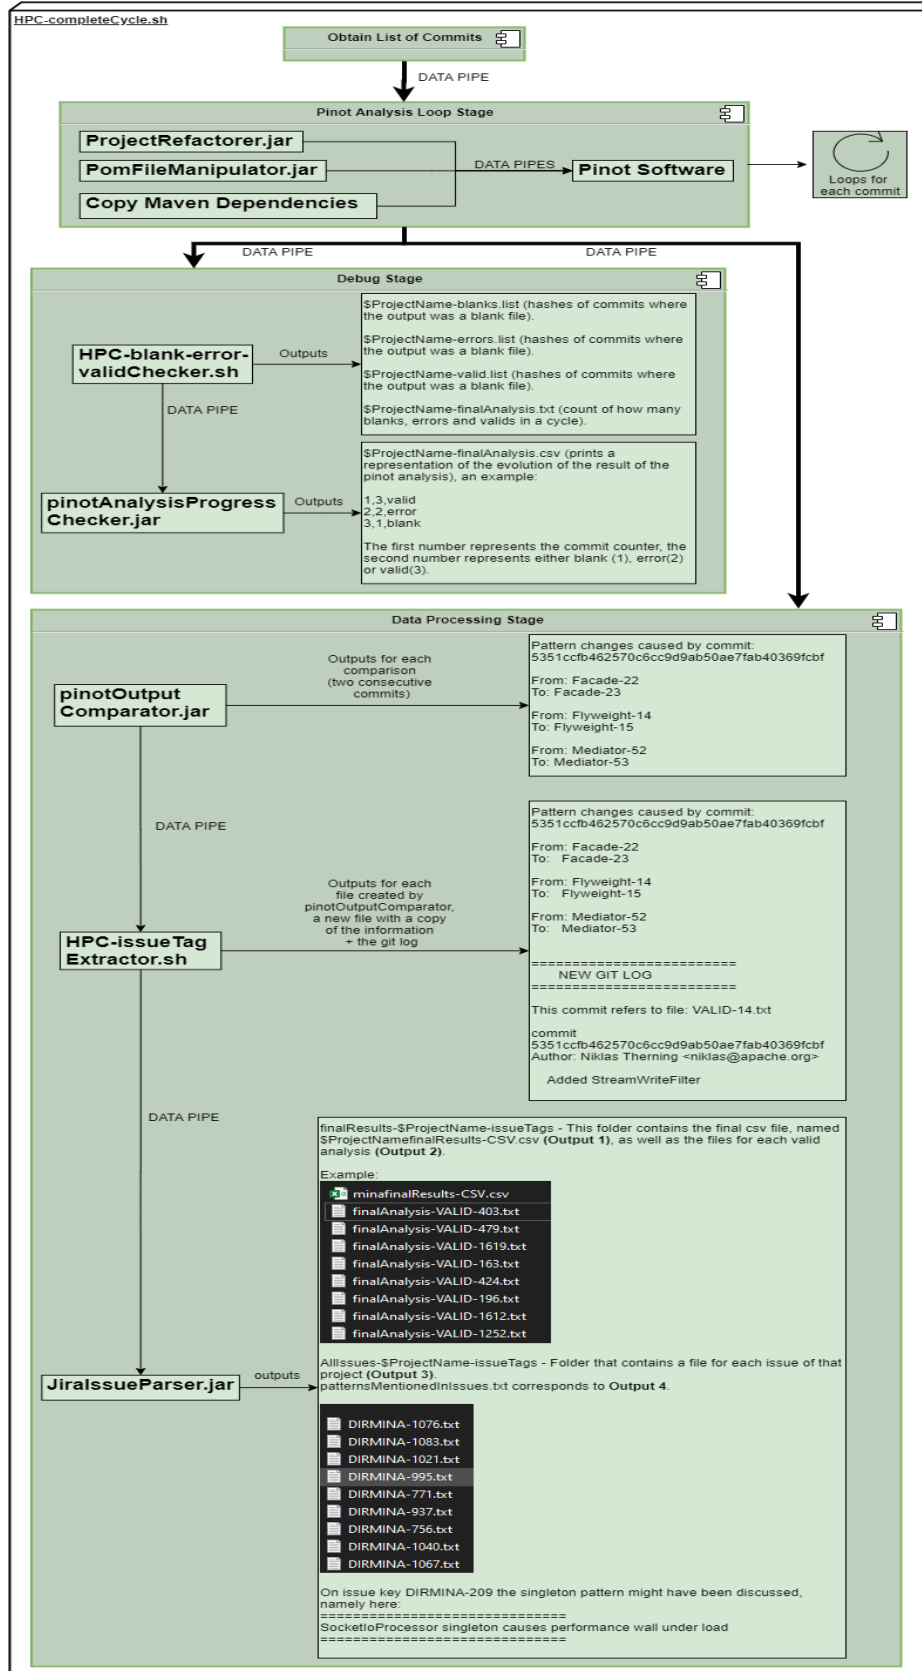 HPC-completeCycle.sh
Obtain List of Commits
DATA PIPE
Pinot Analysis Loop Stage
ProjectRefactorer.jar
PomFileManipulator.jar
Copy Maven Dependencies
DATA PIPES
Pinot Software
Loops for
each commit
DATA PIPE
DATA PIPE
Debug Stage
HPC-blank-error-
validChecker.sh
Outputs
$ProjectName-blanks.list (hashes of commits where
the output was a blank file).
$ProjectName-errors.list (hashes of commits where
the output was a blank file).
$ProjectName-valid.list (hashes of commits where
the output was a blank file).
$ProjectName-finalAnalysis.txt (count of how many
blanks, errors and valids in a cycle).
DATA PIPE
pinotAnalysisProgress
Checker.jar
Outputs
$ProjectName-finalAnalysis.csv (prints a
representation of the evolution of the result of the
pinot analysis), an example:
1,3,valid
2,2,error
3,1,blank
The first number represents the commit counter, the
second number represents either blank (1), error(2)
or valid(3).
Data Processing Stage
pinotOutput
Comparator.jar
Outputs for each
comparison
(two consecutive
commits)
Pattern changes caused by commit:
5351ccfb462570c6cc9d9ab50ae7fab40369fcbf
From: Facade-22
To: Facade-23
From: Flyweight-14
To: Flyweight-15
From: Mediator-52
To: Mediator-53
DATA PIPE
HPC-issueTag
Extractor.sh
Outputs for each
file created by
pinotOutputComparator,
a new file with a copy
of the information
+ the git log
Pattern changes caused by commit:
5351ccfb462570c6cc9d9ab50ae7fab40369fcbf
From: Facade-22
To: Facade-23
From: Flyweight-14
To: Flyweight-15
From: Mediator-52
To: Mediator-53
=========================
NEW GIT LOG
=========================
This commit refers to file: VALID-14.txt
commit
5351ccfb462570c6cc9d9ab50ae7fab40369fcbf
Author: Niklas Therning <niklas@apache.org>
Added StreamWriteFilter
DATA PIPE
JiraIssueParser.jar
outputs
finalResults-$ProjectName-issueTags - This folder contains the final csv file, named
$ProjectNamefinalResults-CSV.csv (Output 1), as well as the files for each valid
analysis (Output 2).
Example:
minafinalResults-CSV.csv
finalAnalysis-VALID-403.txt
finalAnalysis-VALID-479.txt
finalAnalysis-VALID-1619.txt
finalAnalysis-VALID-163.txt
finalAnalysis-VALID-424.txt
finalAnalysis-VALID-196.txt
finalAnalysis-VALID-1612.txt
finalAnalysis-VALID-1252.txt
AllIssues-$ProjectName-issueTags - Folder that contains a file for each issue of that
project (Output 3).
patternsMentionedInIssues.txt corresponds to Output 4.
DIRMINA-1076.txt
DIRMINA-1083.txt
DIRMINA-1021.txt
DIRMINA-995.txt
DIRMINA-771.txt
DIRMINA-937.txt
DIRMINA-756.txt
DIRMINA-1040.txt
DIRMINA-1067.txt
On issue key DIRMINA-209 the singleton pattern might have been discussed,
namely here:
==============================
SocketIoProcessor singleton causes performance wall under load
==============================